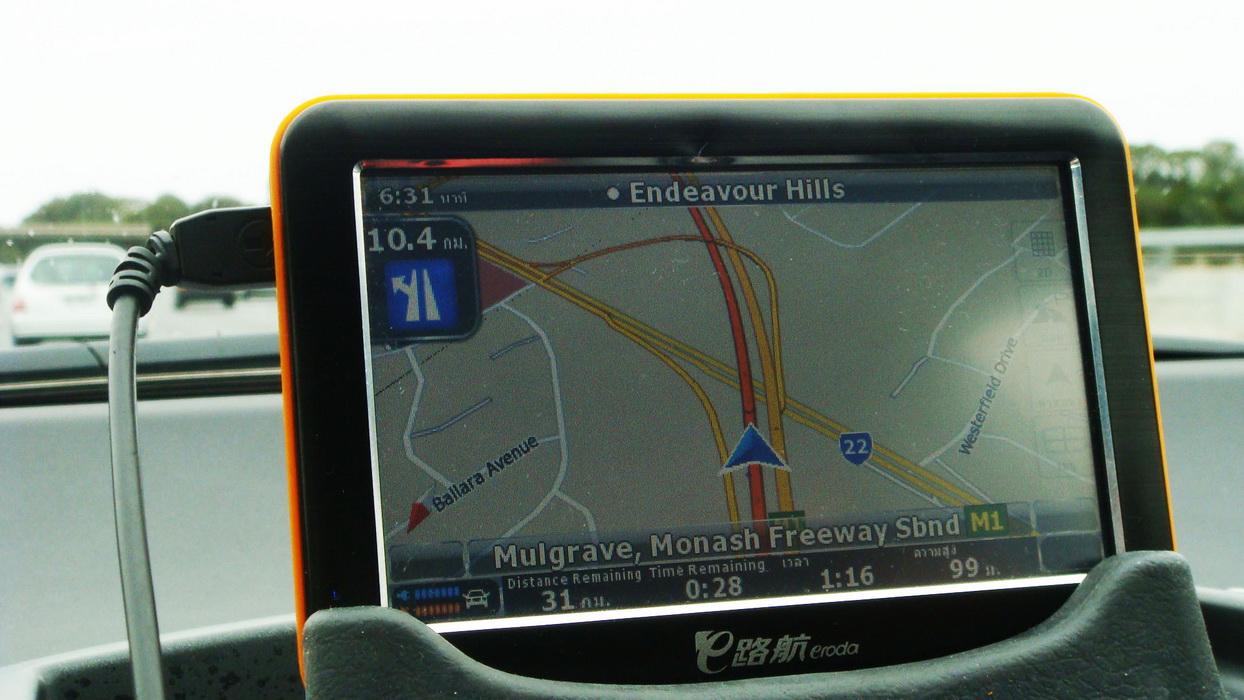 6:31 นาที
• Endeavour Hills
10.4 กม.
2D
Westerfield Drive
22
Ballara Avenue
Mulgrave, Monash Freeway Sbnd M1
Distance Remaining Time Remaining เวลา ความสูง
31 กม. 0:28 1:16 99 ม.
e路航 eroda